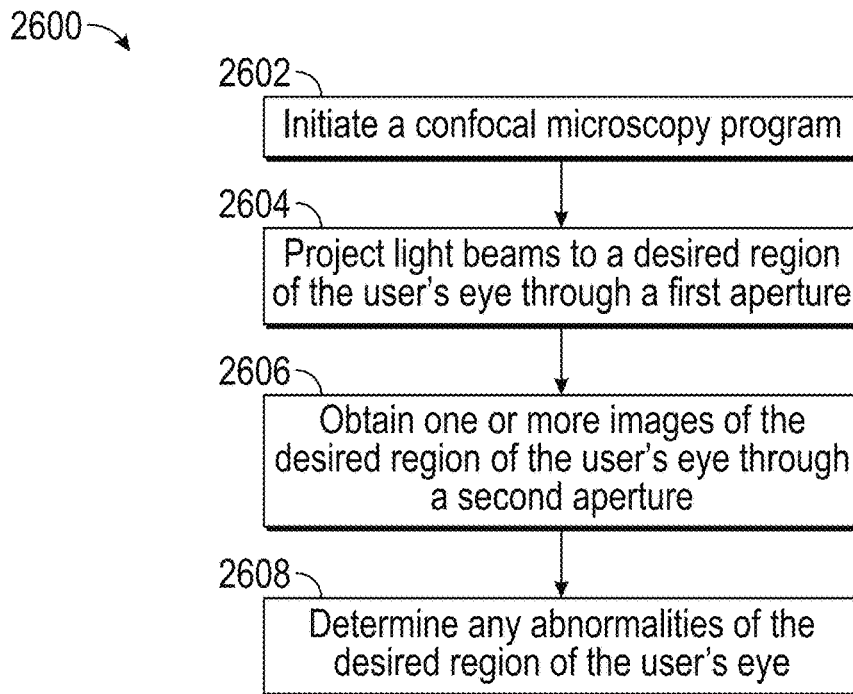 2600
2602
Initiate a confocal microscopy program
2604
Project light beams to a desired region
of the user's eye through a first aperture
2606
Obtain one or more images of the
desired region of the user's eye through
a second aperture
2608
Determine any abnormalities of the
desired region of the user's eye